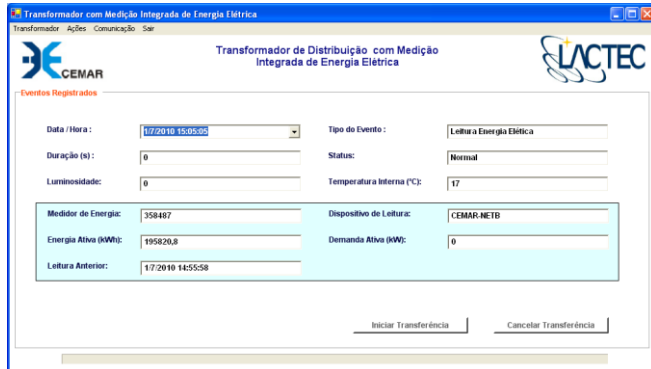 Transformador com Medição Integrada de Energia Elétrica
Transformador Ações Comunicação Sair
CEMAR
Transformador de Distribuição com Medição
Integrada de Energia Elétrica
LACTEC
Eventos Registrados
Data / Hora : 1/7/2010 15:05:05 Tipo do Evento : Leitura Energia Elética
Duração (s) : 0 Status: Normal
Luminosidade: 0 Temperatura Interna (°C): 17
Medidor de Energia: 358487 Dispositivo de Leitura: CEMAR-NETB
Energia Ativa (kWh): 195820,8 Demanda Ativa (kW): 0
Leitura Anterior: 1/7/2010 14:55:58
Iniciar Transferência Cancelar Transferência